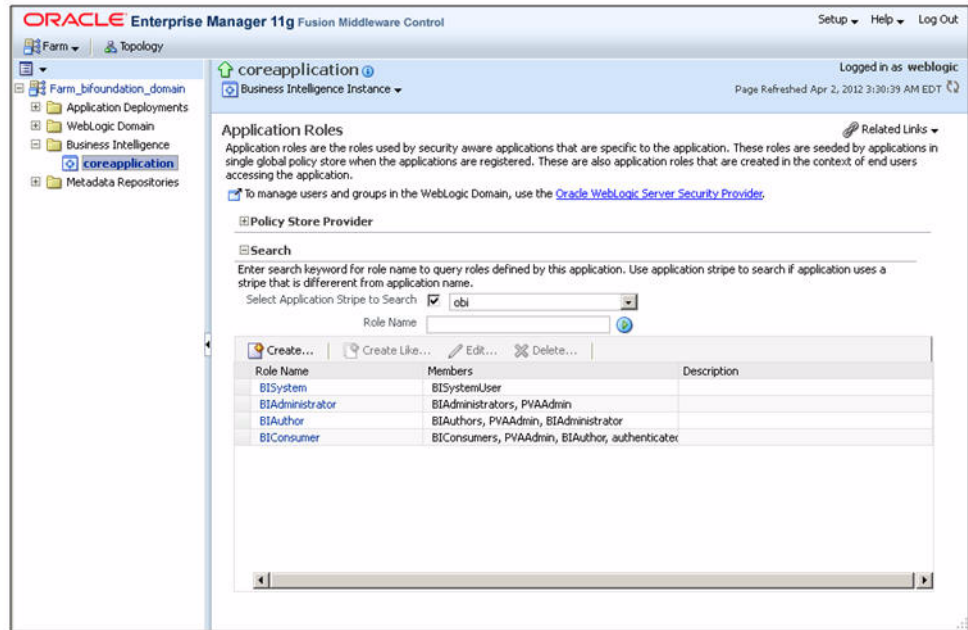 ORACLE Enterprise Manager 11g Fusion Middleware Control
Setup Help Log Out
Farm Topology
Farm_bifoundation_domain
Application Deployments
WebLogic Domain
Business Intelligence
coreapplication
Metadata Repositories
coreapplication
Logged in as weblogic
Business Intelligence Instance
Page Refreshed Apr 2, 2012 3:30:39 AM EDT
Application Roles
Related Links
Application roles are the roles used by security aware applications that are specific to the application. These roles are seeded by applications in
single global policy store when the applications are registered. These are also application roles that are created in the context of end users
accessing the application.
To manage users and groups in the WebLogic Domain, use the Oracle WebLogic Server Security Provider.
Policy Store Provider
Search
Enter search keyword for role name to query roles defined by this application. Use application stripe to search if application uses a
stripe that is differerent from application name.
Select Application Stripe to Search obi
Role Name
Create... Create Like... Edit... Delete...
Role Name Members Description
BISystem BISystemUser
BIAdministrator BIAdministrators, PVAAdmin
BIAuthor BIAuthors, PVAAdmin, BIAdministrator
BIConsumer BIConsumers, PVAAdmin, BIAuthor, authenticated